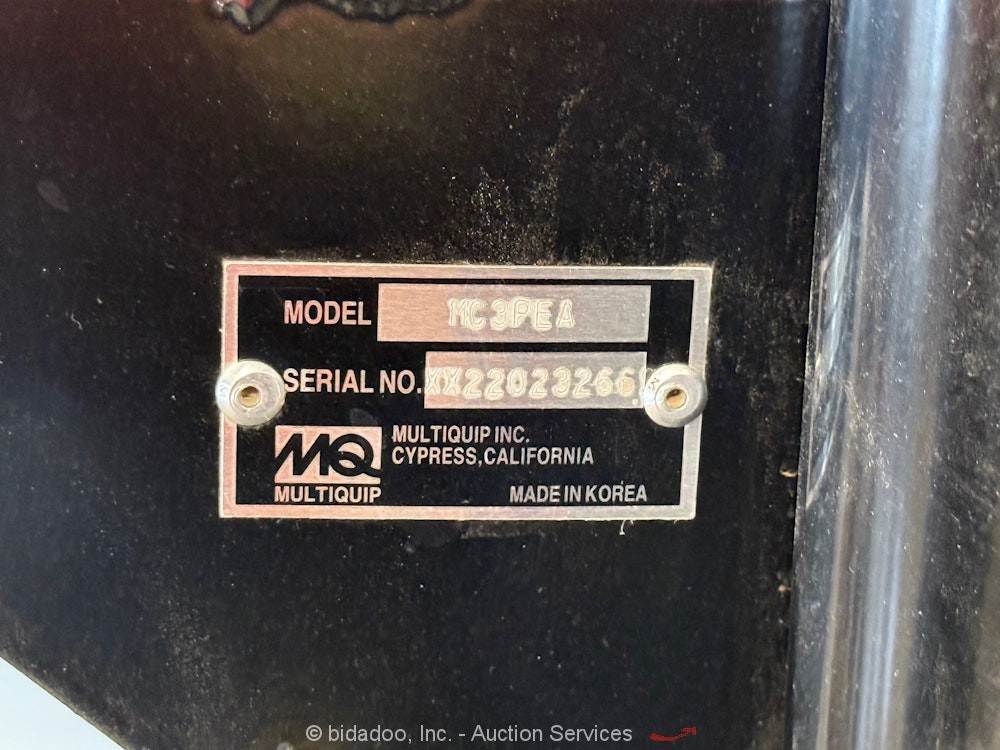 MODEL MC3PEA
SERIAL NO. XX22023266
MQ
MULTIQUIP
MULTIQUIP INC.
CYPRESS, CALIFORNIA
MADE IN KOREA
© bidadoo, Inc. - Auction Services